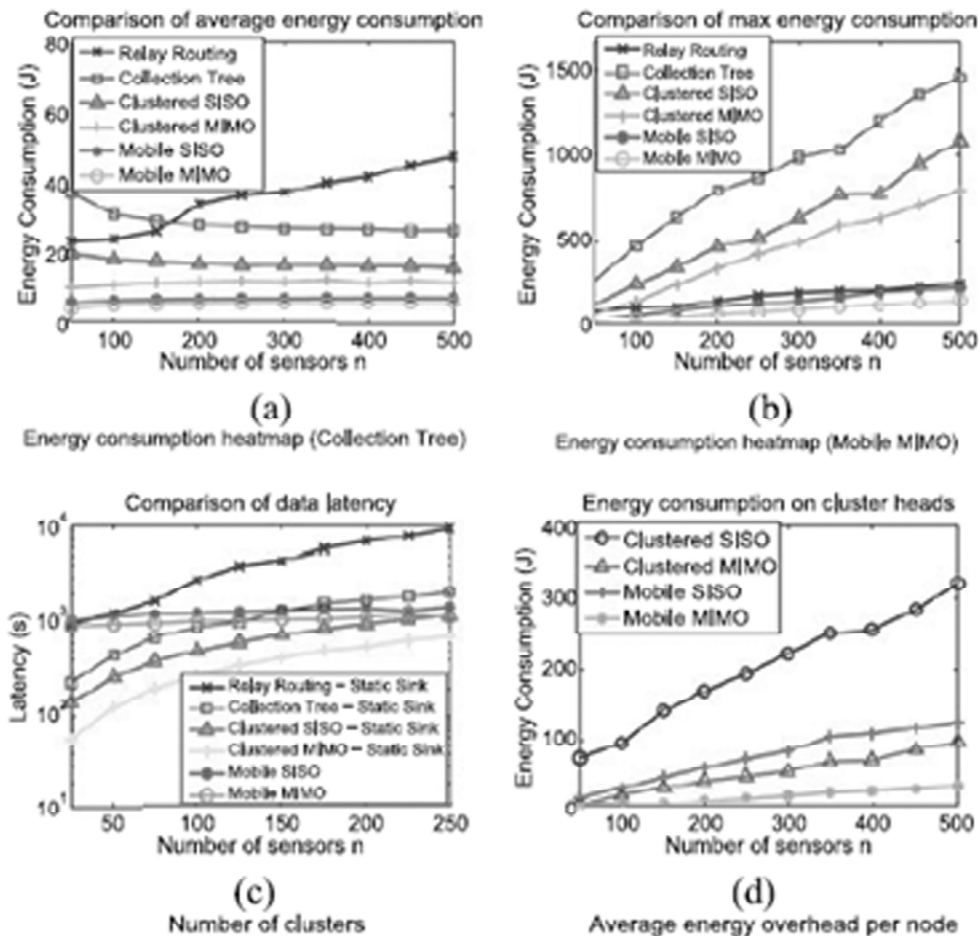 Comparison of average energy consumption
Energy Consumption (J)
80
60
40
20
0
Relay Routing
Collection Tree
Clustered SISO
Clustered MIMO
Mobile SISO
Mobile MIMO
100 200 300 400 500
Number of sensors n
(a)
Comparison of max energy consumption
Energy Consumption (J)
1500
1000
500
0
Relay Routing
Collection Tree
Clustered SISO
Clustered MIMO
Mobile SISO
Mobile MIMO
100 200 300 400 500
Number of sensors n
(b)
Energy consumption heatmap (Collection Tree)
Energy consumption heatmap (Mobile MIMO)
Comparison of data latency
Latency (s)
10^4
10^3
10^2
10^1
Relay Routing - Static Sink
Collection Tree - Static Sink
Clustered SISO - Static Sink
Clustered MIMO - Static Sink
Mobile SISO
Mobile MIMO
50 100 150 200 250
Number of sensors n
(c)
Number of clusters
Energy consumption on cluster heads
Energy Consumption (J)
400
300
200
100
0
Clustered SISO
Clustered MIMO
Mobile SISO
Mobile MIMO
100 200 300 400 500
Number of sensors n
(d)
Average energy overhead per node